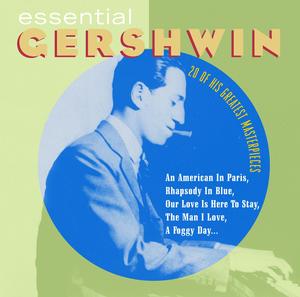 essential
GERSHWIN
20 OF HIS GREATEST MASTERPIECES
An American In Paris,
Rhapsody In Blue,
Our Love Is Here To Stay,
The Man I Love,
A Foggy Day...